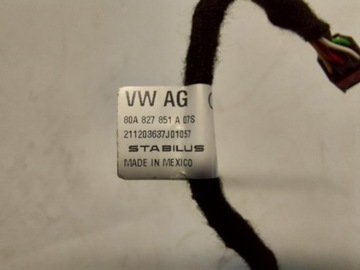 VW AG
80A 827 851 A 07S
211203637J01057
STABILUS
MADE IN MEXICO